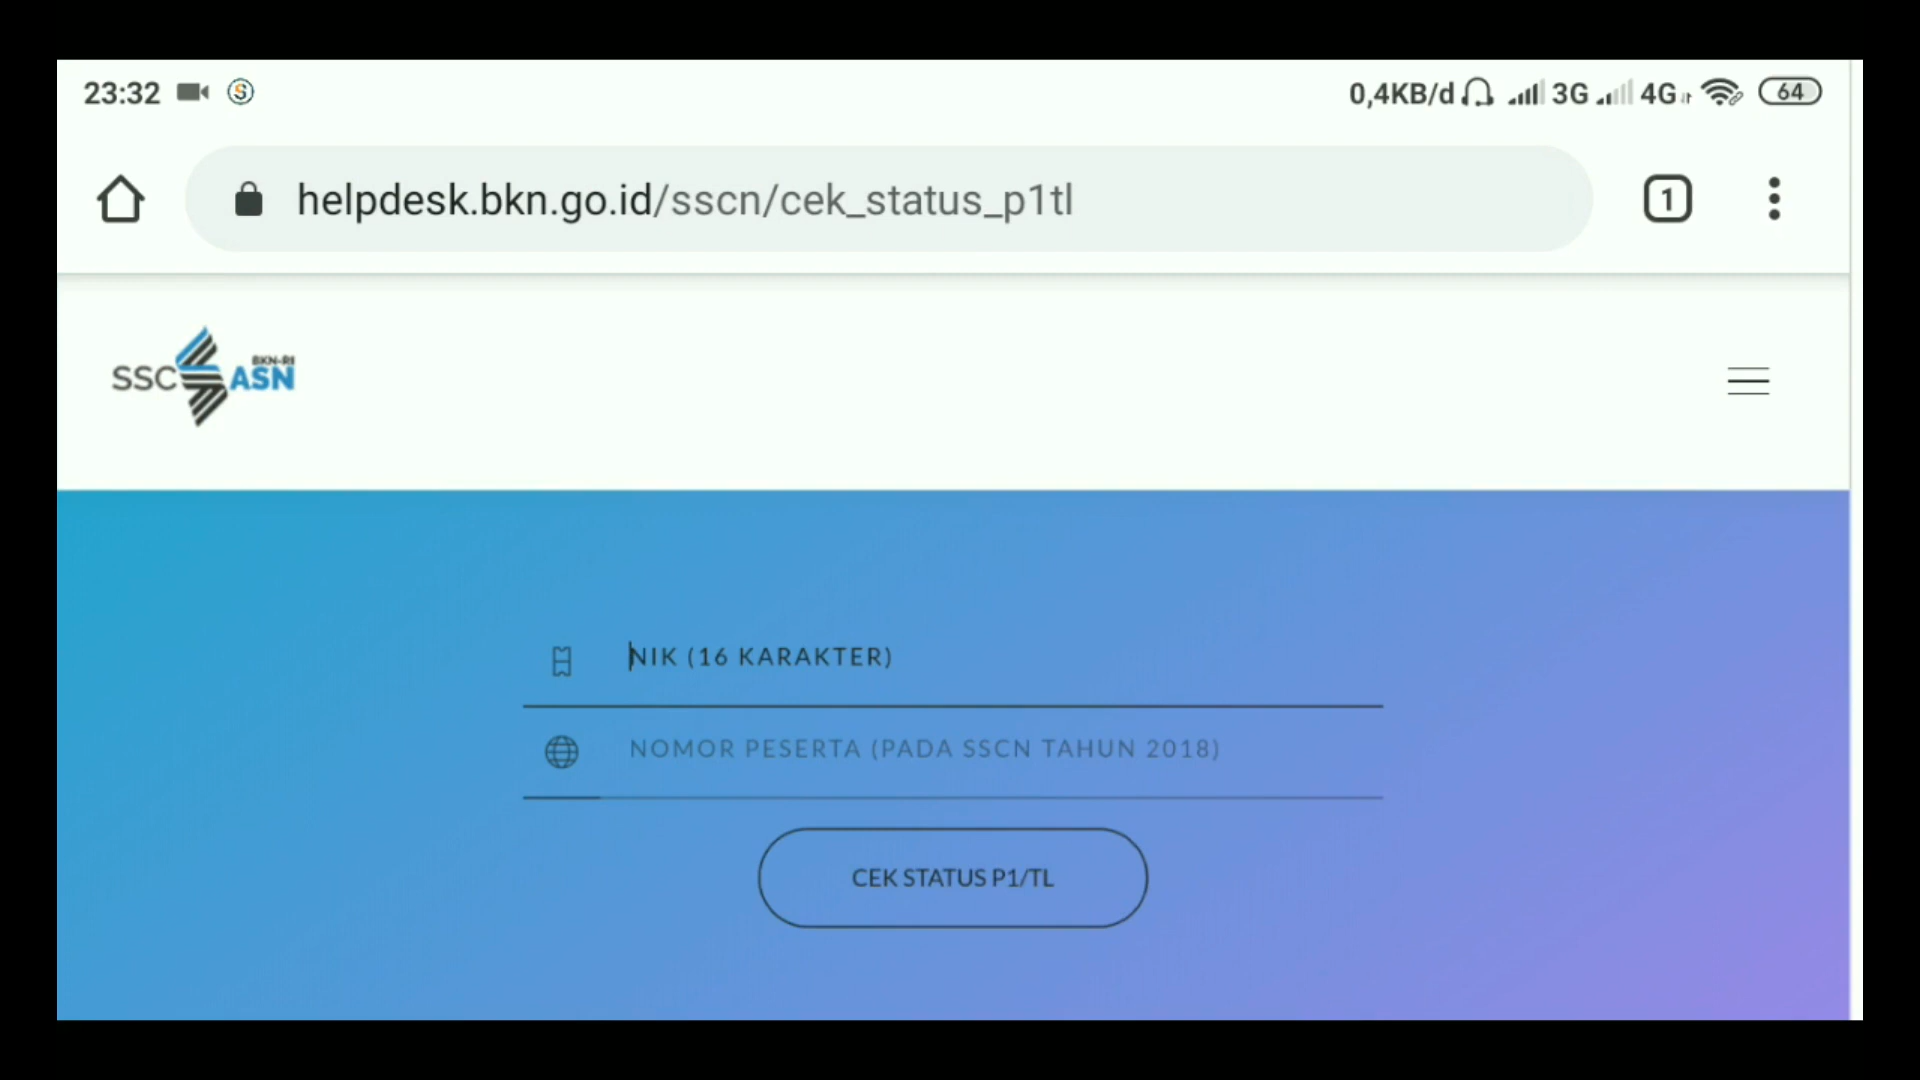 23:32 0,4KB/d 3G 4G 64
helpdesk.bkn.go.id/sscn/cek_status_p1tl 1
SSC ASN BKN-RI
NIK (16 KARAKTER)
NOMOR PESERTA (PADA SSCN TAHUN 2018)
CEK STATUS P1/TL